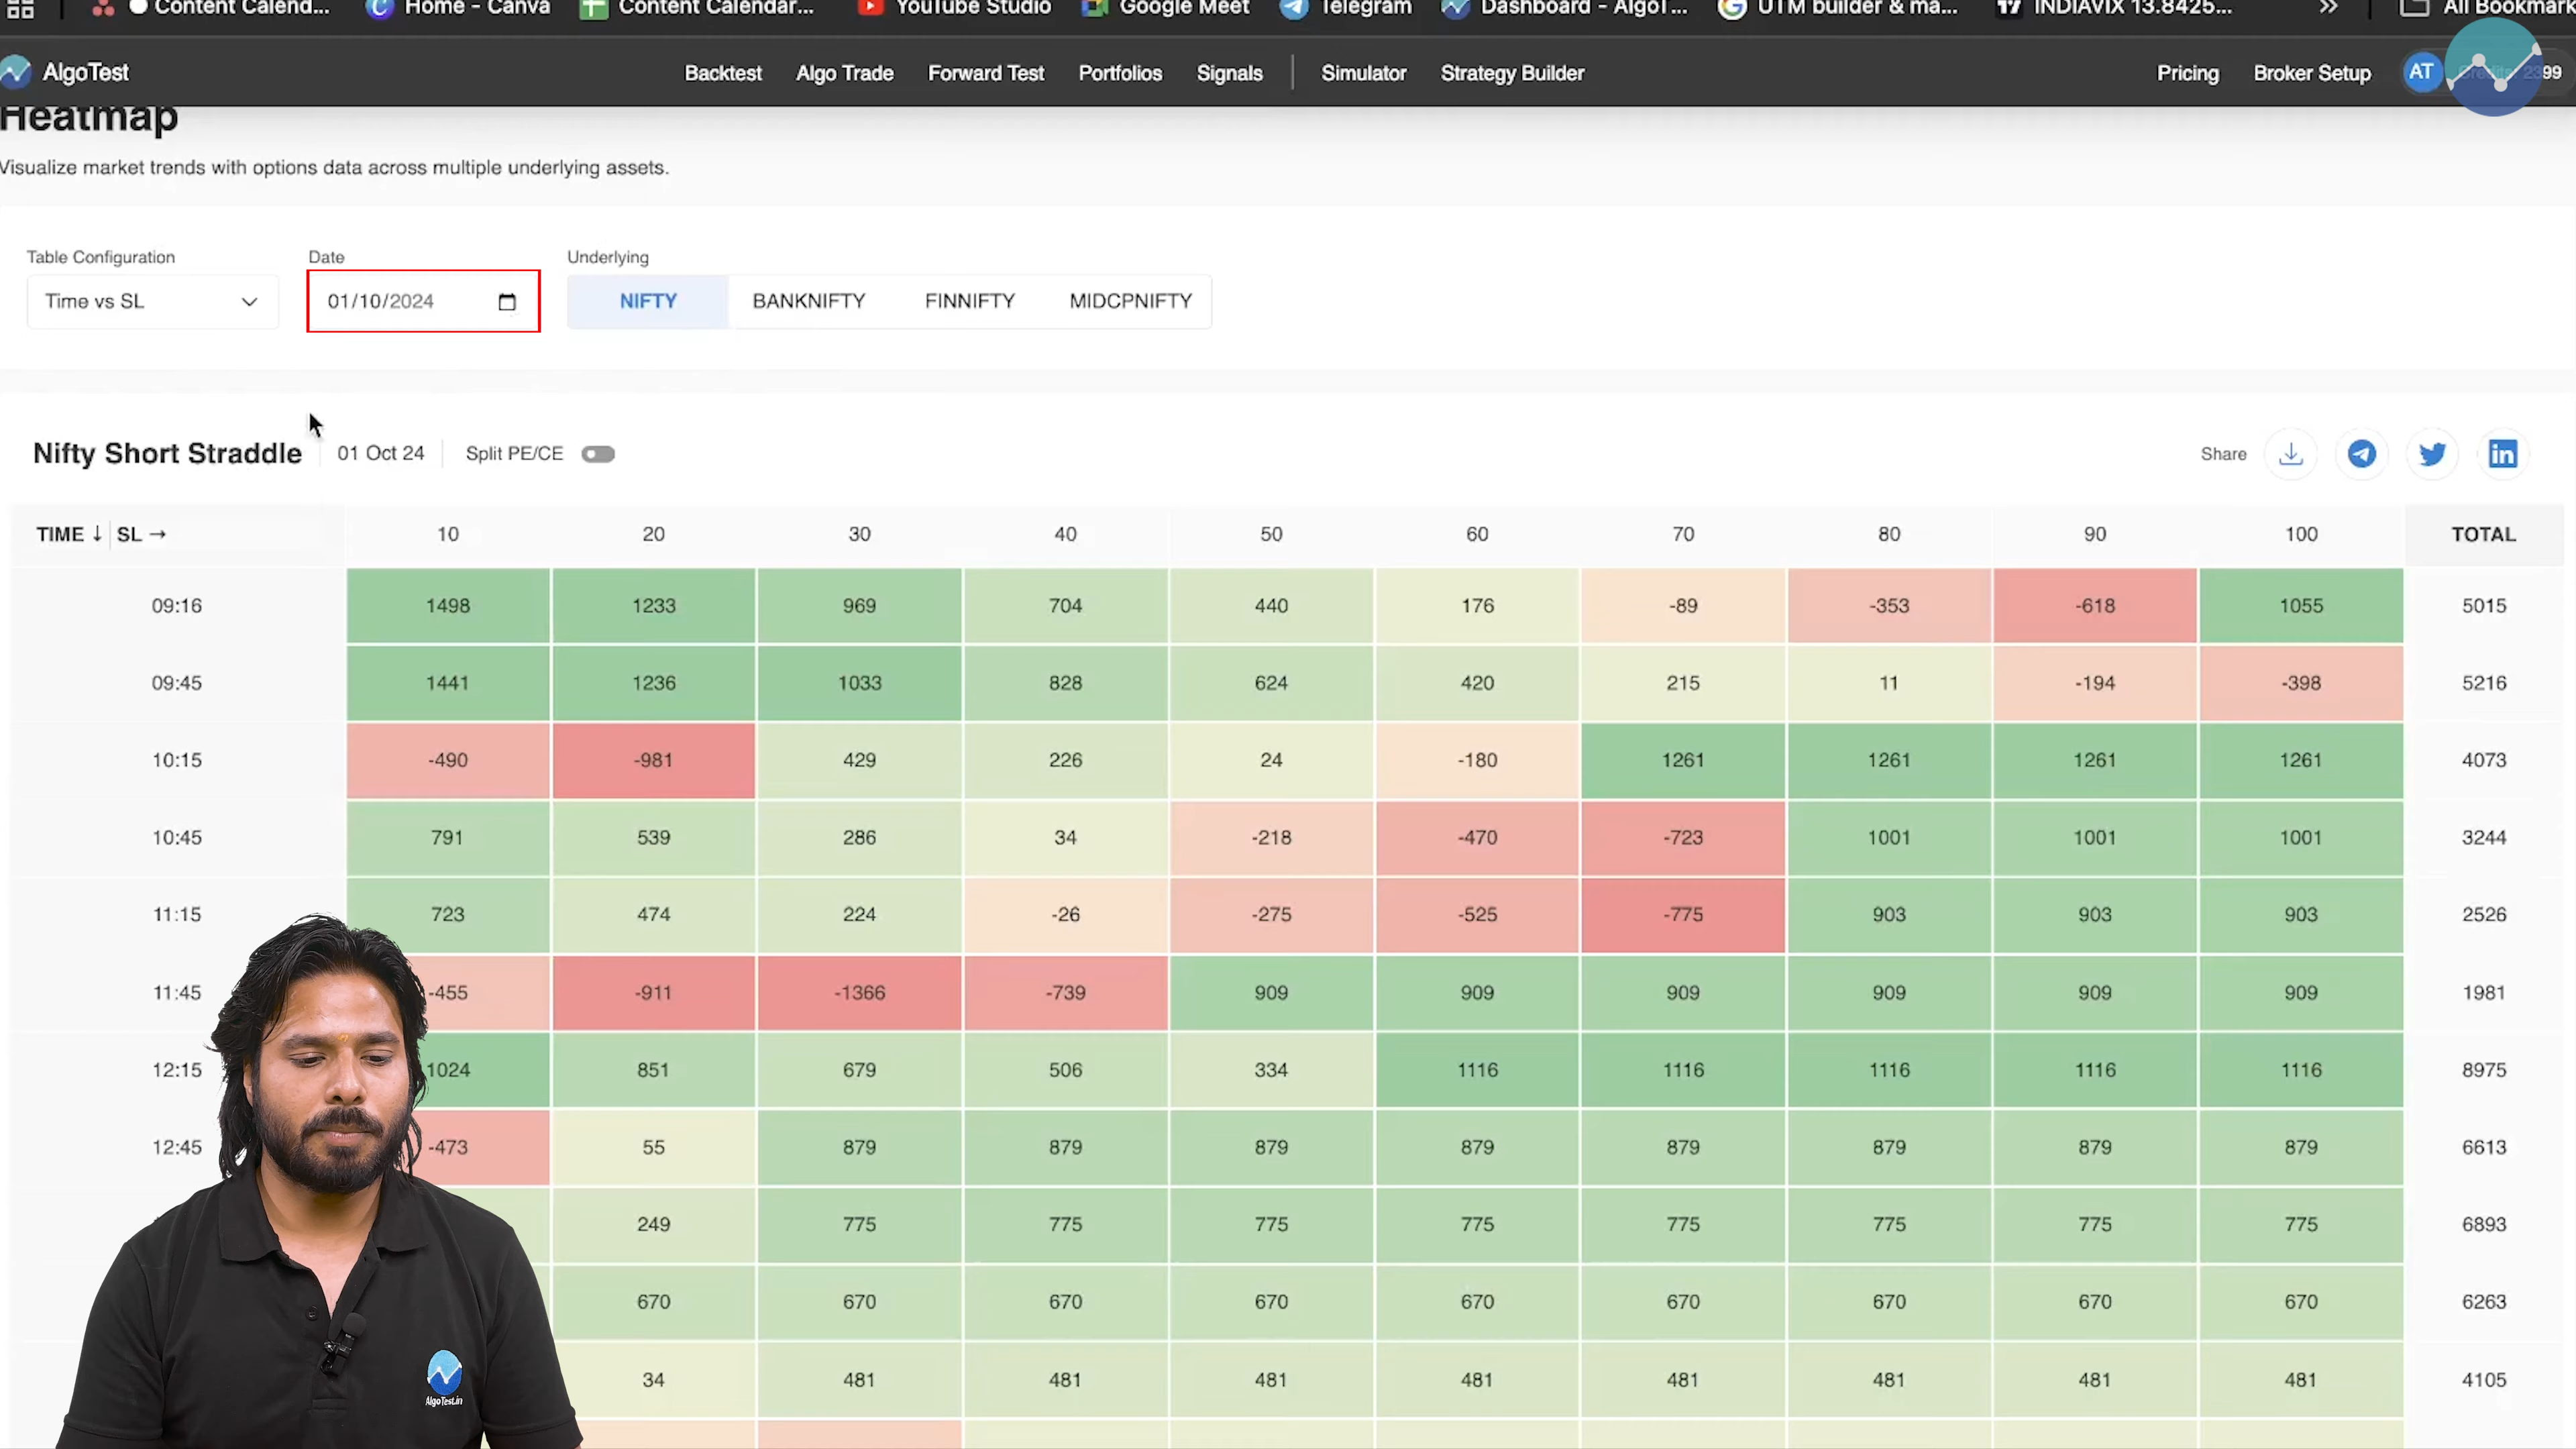 Content Calend... Home - Canva Content Calendar... YouTube Studio Google Meet Telegram Dashboard - AlgoT... UTM builder & ma... INDIAVIX 13.8425... » All Bookmark
AlgoTest Backtest Algo Trade Forward Test Portfolios Signals Simulator Strategy Builder Pricing Broker Setup AT 2399
Heatmap
Visualize market trends with options data across multiple underlying assets.
Table Configuration Date Underlying
Time vs SL 01/10/2024 NIFTY BANKNIFTY FINNIFTY MIDCPNIFTY
Nifty Short Straddle 01 Oct 24 Split PE/CE Share
TIME ↓ SL → 10 20 30 40 50 60 70 80 90 100 TOTAL
09:16 1498 1233 969 704 440 176 -89 -353 -618 1055 5015
09:45 1441 1236 1033 828 624 420 215 11 -194 -398 5216
10:15 -490 -981 429 226 24 -180 1261 1261 1261 1261 4073
10:45 791 539 286 34 -218 -470 -723 1001 1001 1001 3244
11:15 723 474 224 -26 -275 -525 -775 903 903 903 2526
11:45 -455 -911 -1366 -739 909 909 909 909 909 909 1981
12:15 1024 851 679 506 334 1116 1116 1116 1116 1116 8975
12:45 -473 55 879 879 879 879 879 879 879 879 6613
249 775 775 775 775 775 775 775 775 6893
670 670 670 670 670 670 670 670 670 6263
34 481 481 481 481 481 481 481 481 4105
AlgoTest.in